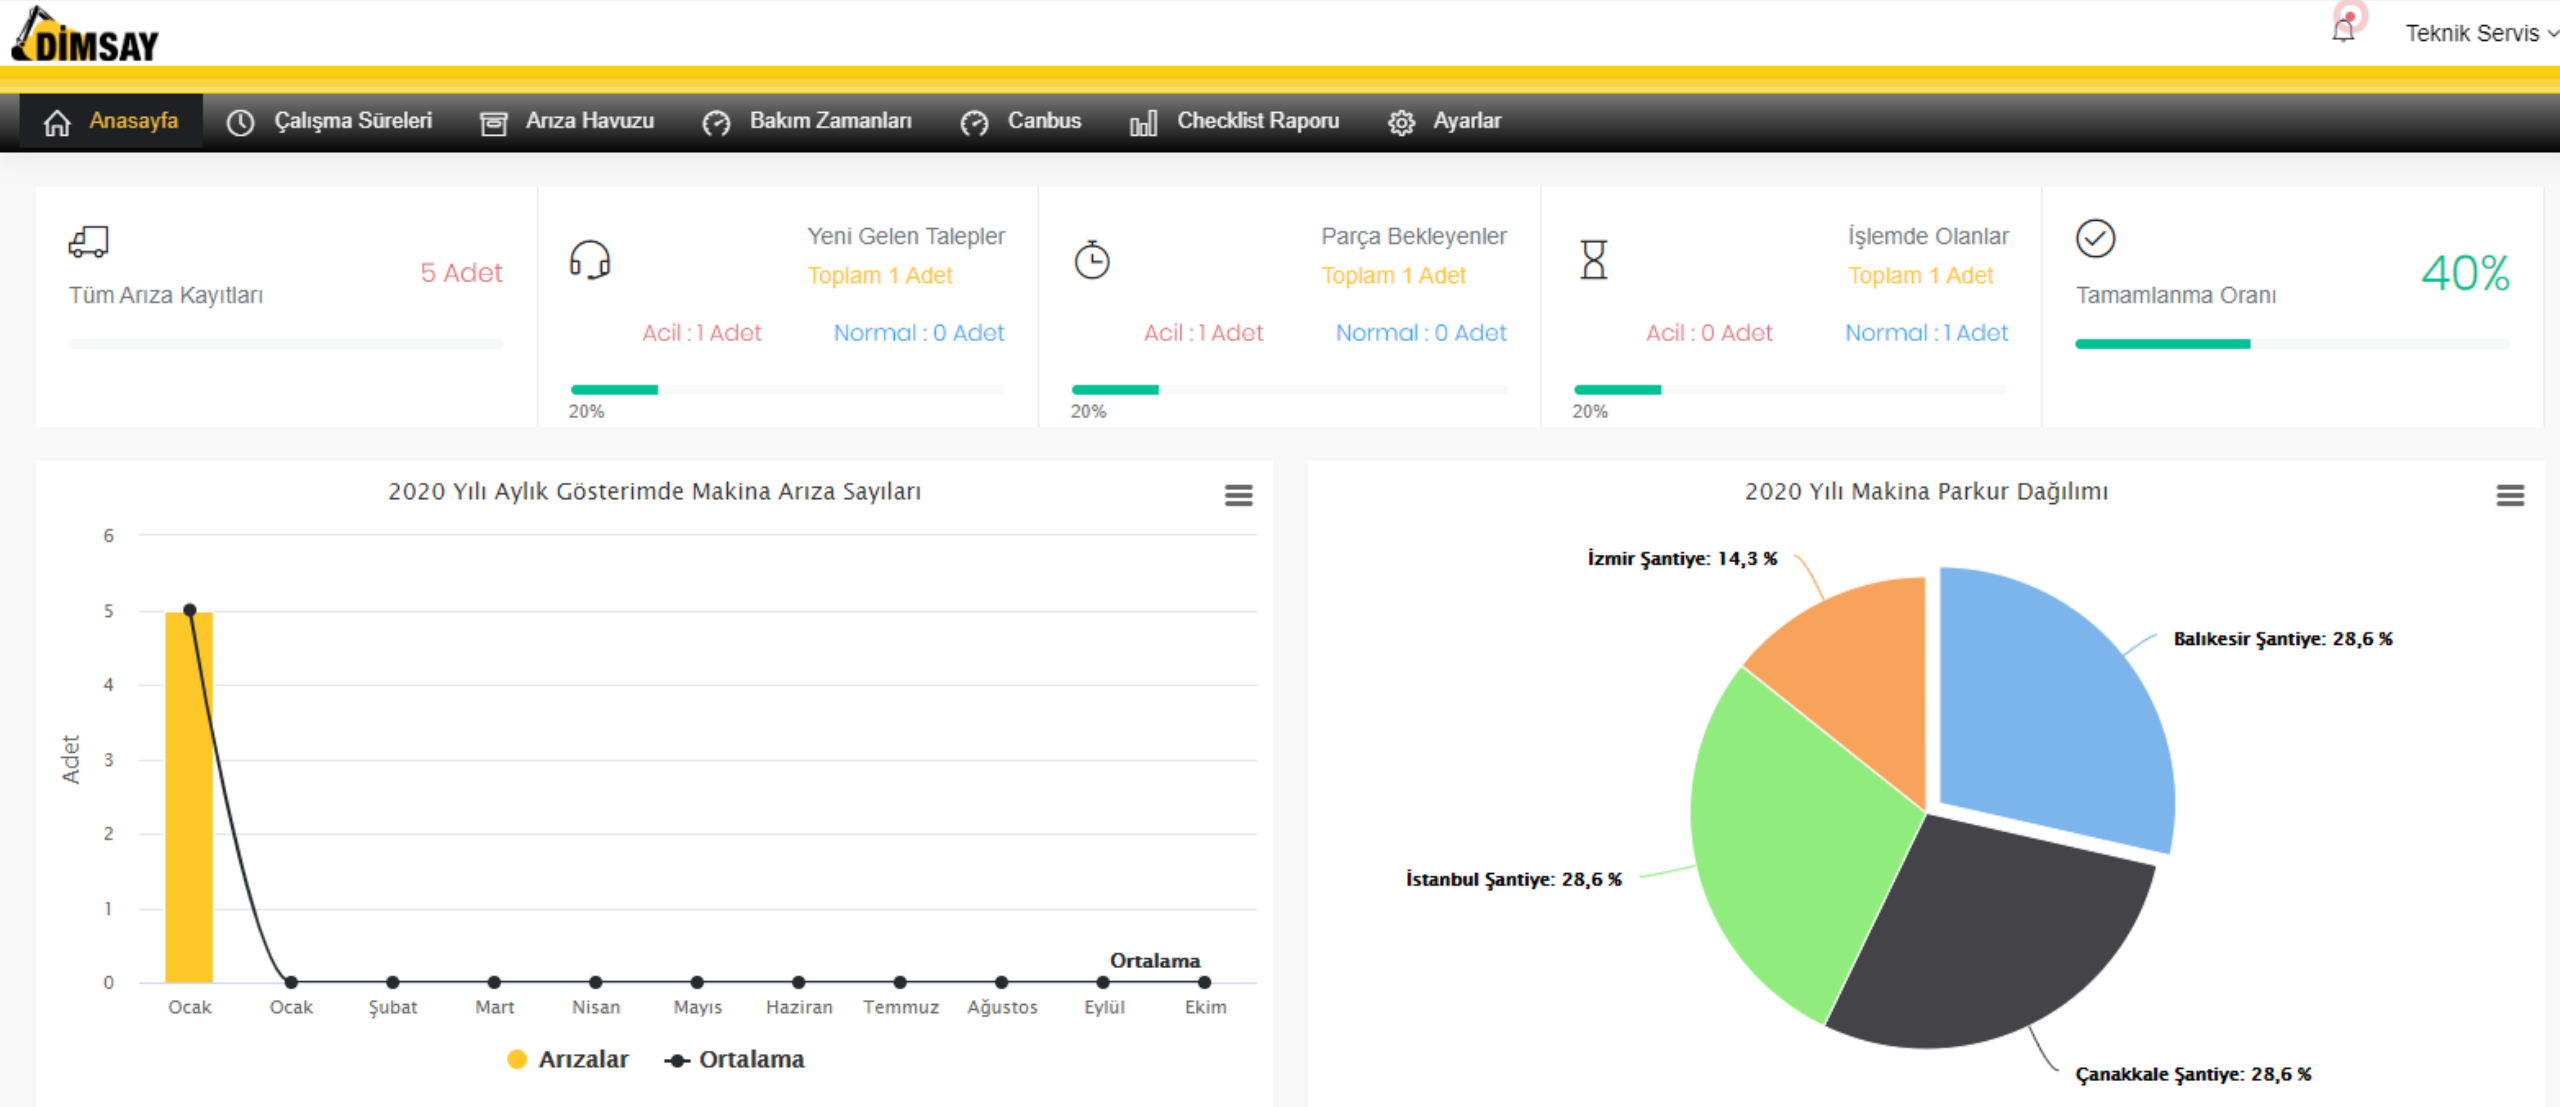 DİMSAY
Teknik Servis
Anasayfa
Çalışma Süreleri
Arıza Havuzu
Bakım Zamanları
Canbus
Checklist Raporu
Ayarlar
5 Adet
Tüm Arıza Kayıtları
Yeni Gelen Talepler
Toplam 1 Adet
Acil : 1 Adet
Normal : 0 Adet
20%
Parça Bekleyenler
Toplam 1 Adet
Acil : 1 Adet
Normal : 0 Adet
20%
İşlemde Olanlar
Toplam 1 Adet
Acil : 0 Adet
Normal : 1 Adet
20%
40%
Tamamlanma Oranı
2020 Yılı Aylık Gösterimde Makina Arıza Sayıları
6
5
4
3
2
1
0
Adet
Ortalama
Ocak
Ocak
Şubat
Mart
Nisan
Mayıs
Haziran
Temmuz
Ağustos
Eylül
Ekim
Arızalar
Ortalama
2020 Yılı Makina Parkur Dağılımı
İzmir Şantiye: 14,3 %
Balıkesir Şantiye: 28,6 %
İstanbul Şantiye: 28,6 %
Çanakkale Şantiye: 28,6 %